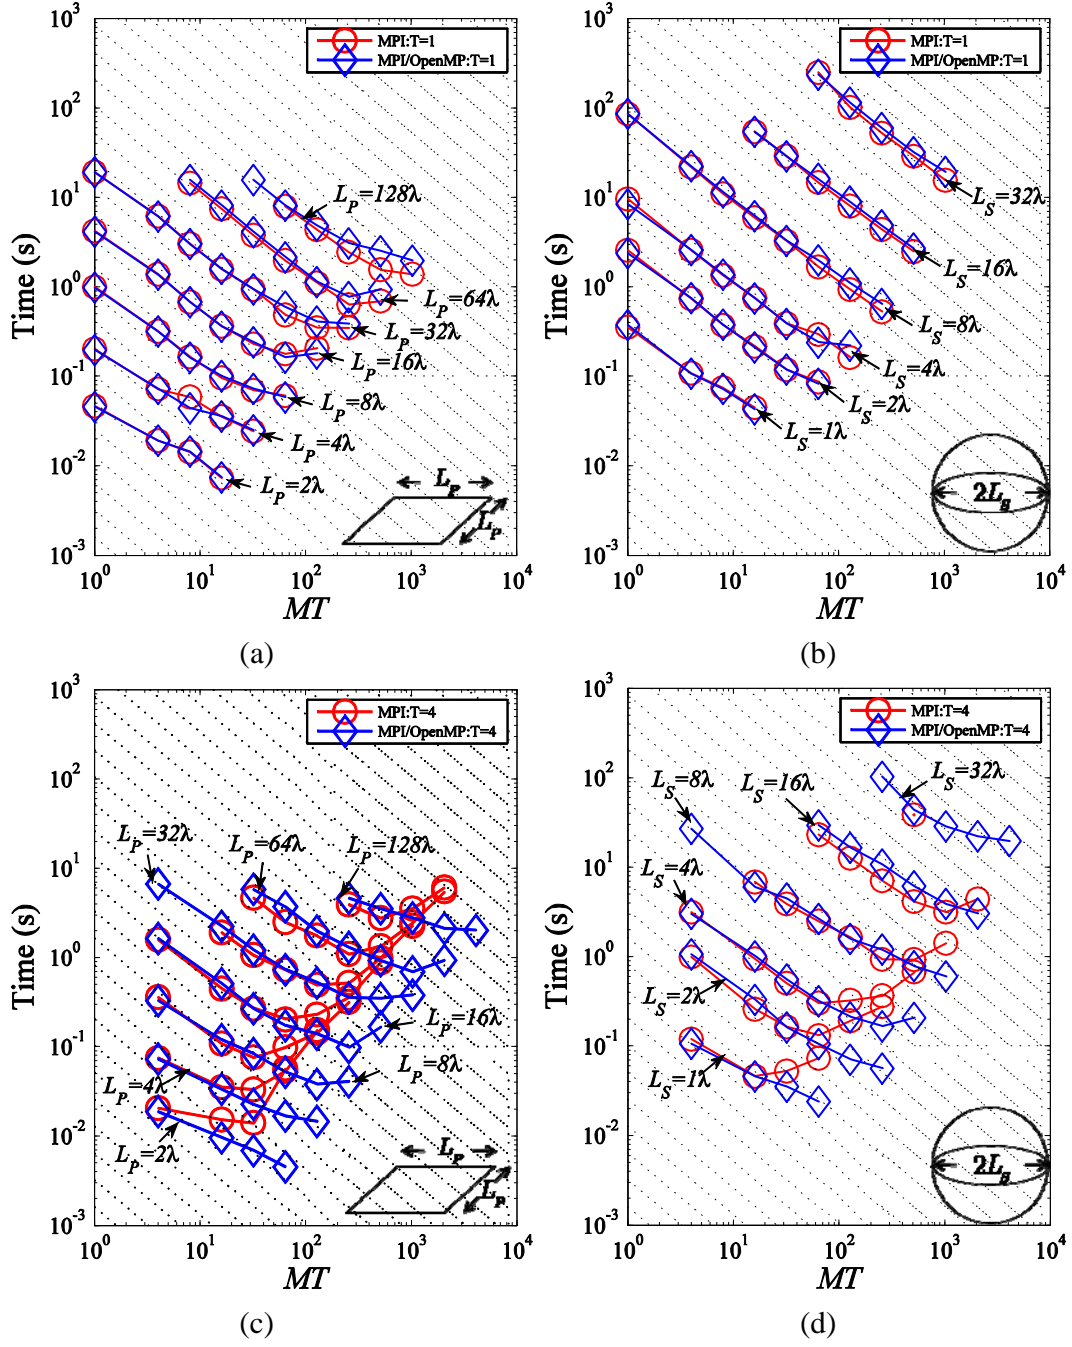 10^3
10^2
10^1
10^0
10^-1
10^-2
10^-3
Time (s)
MPI:T=1
MPI/OpenMP:T=1
L_P=128λ
L_P=64λ
L_P=32λ
L_P=16λ
L_P=8λ
L_P=4λ
L_P=2λ
L_P
L_P
10^0 10^1 10^2 10^3 10^4
MT
(a)
10^3
10^2
10^1
10^0
10^-1
10^-2
10^-3
Time (s)
MPI:T=1
MPI/OpenMP:T=1
L_S=32λ
L_S=16λ
L_S=8λ
L_S=4λ
L_S=2λ
L_S=1λ
2L_S
10^0 10^1 10^2 10^3 10^4
MT
(b)
10^3
10^2
10^1
10^0
10^-1
10^-2
10^-3
Time (s)
MPI:T=4
MPI/OpenMP:T=4
L_P=32λ
L_P=64λ
L_P=128λ
L_P=16λ
L_P=8λ
L_P=4λ
L_P=2λ
L_P
L_P
10^0 10^1 10^2 10^3 10^4
MT
(c)
10^3
10^2
10^1
10^0
10^-1
10^-2
10^-3
Time (s)
MPI:T=4
MPI/OpenMP:T=4
L_S=8λ
L_S=16λ
L_S=32λ
L_S=4λ
L_S=2λ
L_S=1λ
2L_S
10^0 10^1 10^2 10^3 10^4
MT
(d)